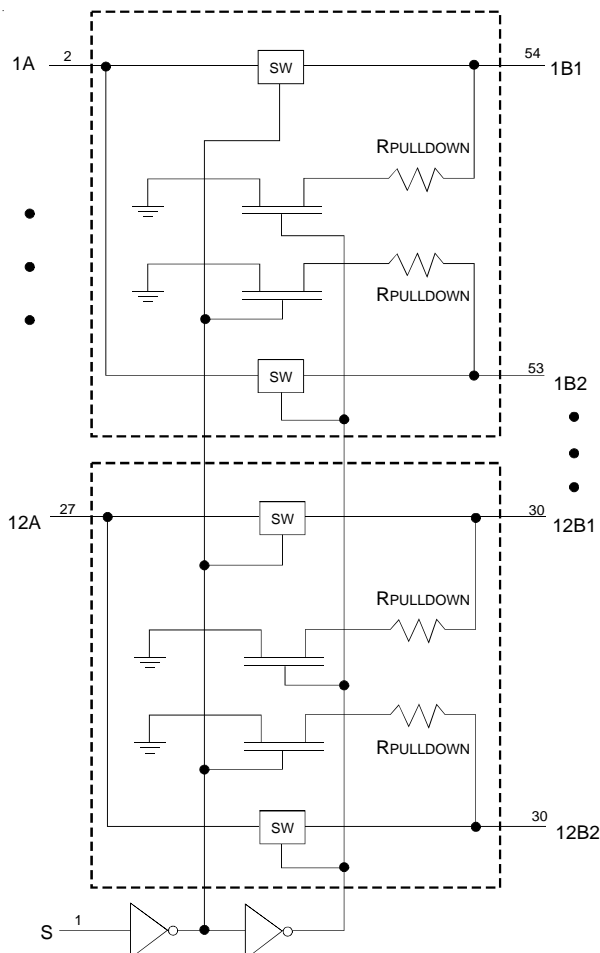 1A 2 SW 54 1B1
RPULLDOWN
RPULLDOWN
SW 53 1B2
12A 27 SW 30 12B1
RPULLDOWN
RPULLDOWN
SW 30 12B2
S 1